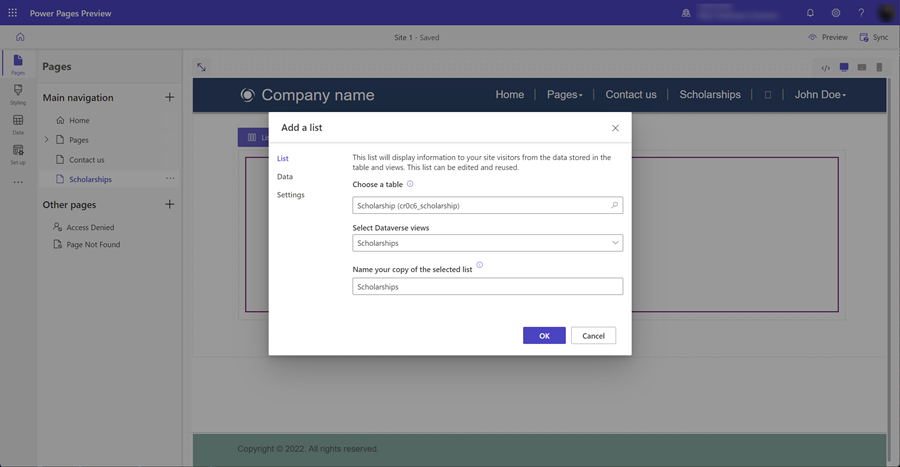 Power Pages Preview
?
Site 1 - Saved
Preview
Sync
Pages
Styling
Data
Set up
Pages
Main navigation
Home
Pages
Contact us
Scholarships
Other pages
Access Denied
Page Not Found
</>
Company name
Home
Pages
Contact us
Scholarships
John Doe
Add a list
List
Data
Settings
This list will display information to your site visitors from the data stored in the
table and views. This list can be edited and reused.
Choose a table
Scholarship (cr0c6_scholarship)
Select Dataverse views
Scholarships
Name your copy of the selected list
Scholarships
OK
Cancel
Copyright © 2022. All rights reserved.